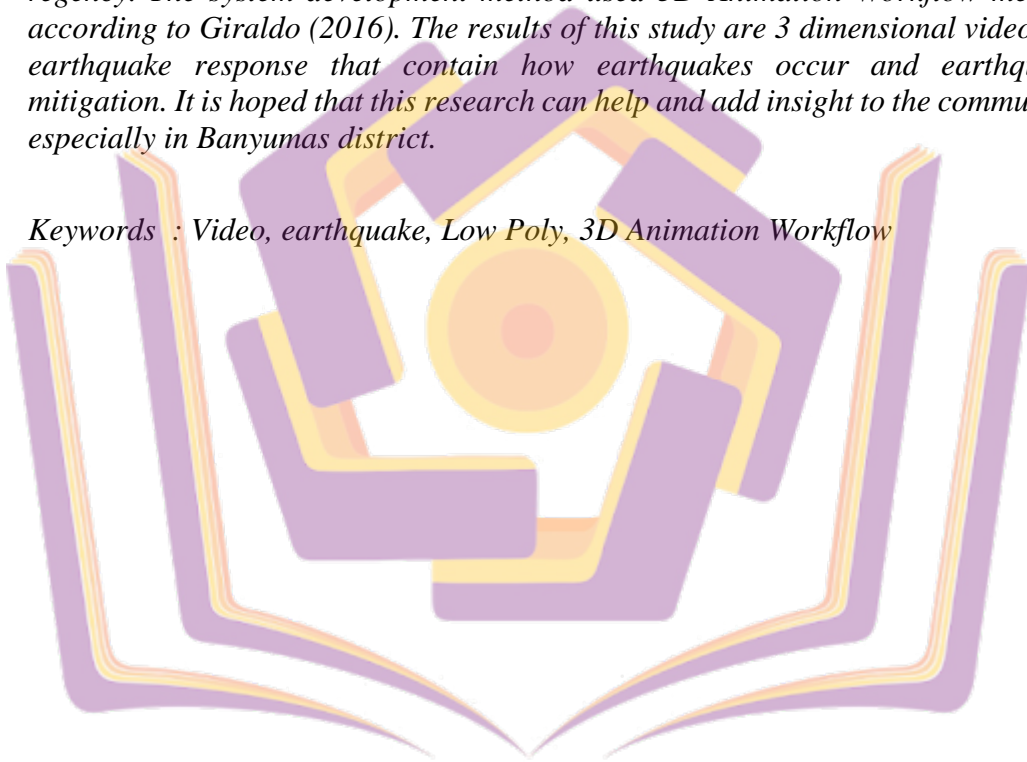 regency. The system development method used 3D Animation Workflow
according to Giraldo (2016). The results of this study are 3 dimensional video
earthquake response that contain how earthquakes occur and
mitigation. It is hoped that this research can help and add insight to the
especially in Banyumas district.
Keywords : Video, earthquake, Low Poly, 3D Animation Workflow